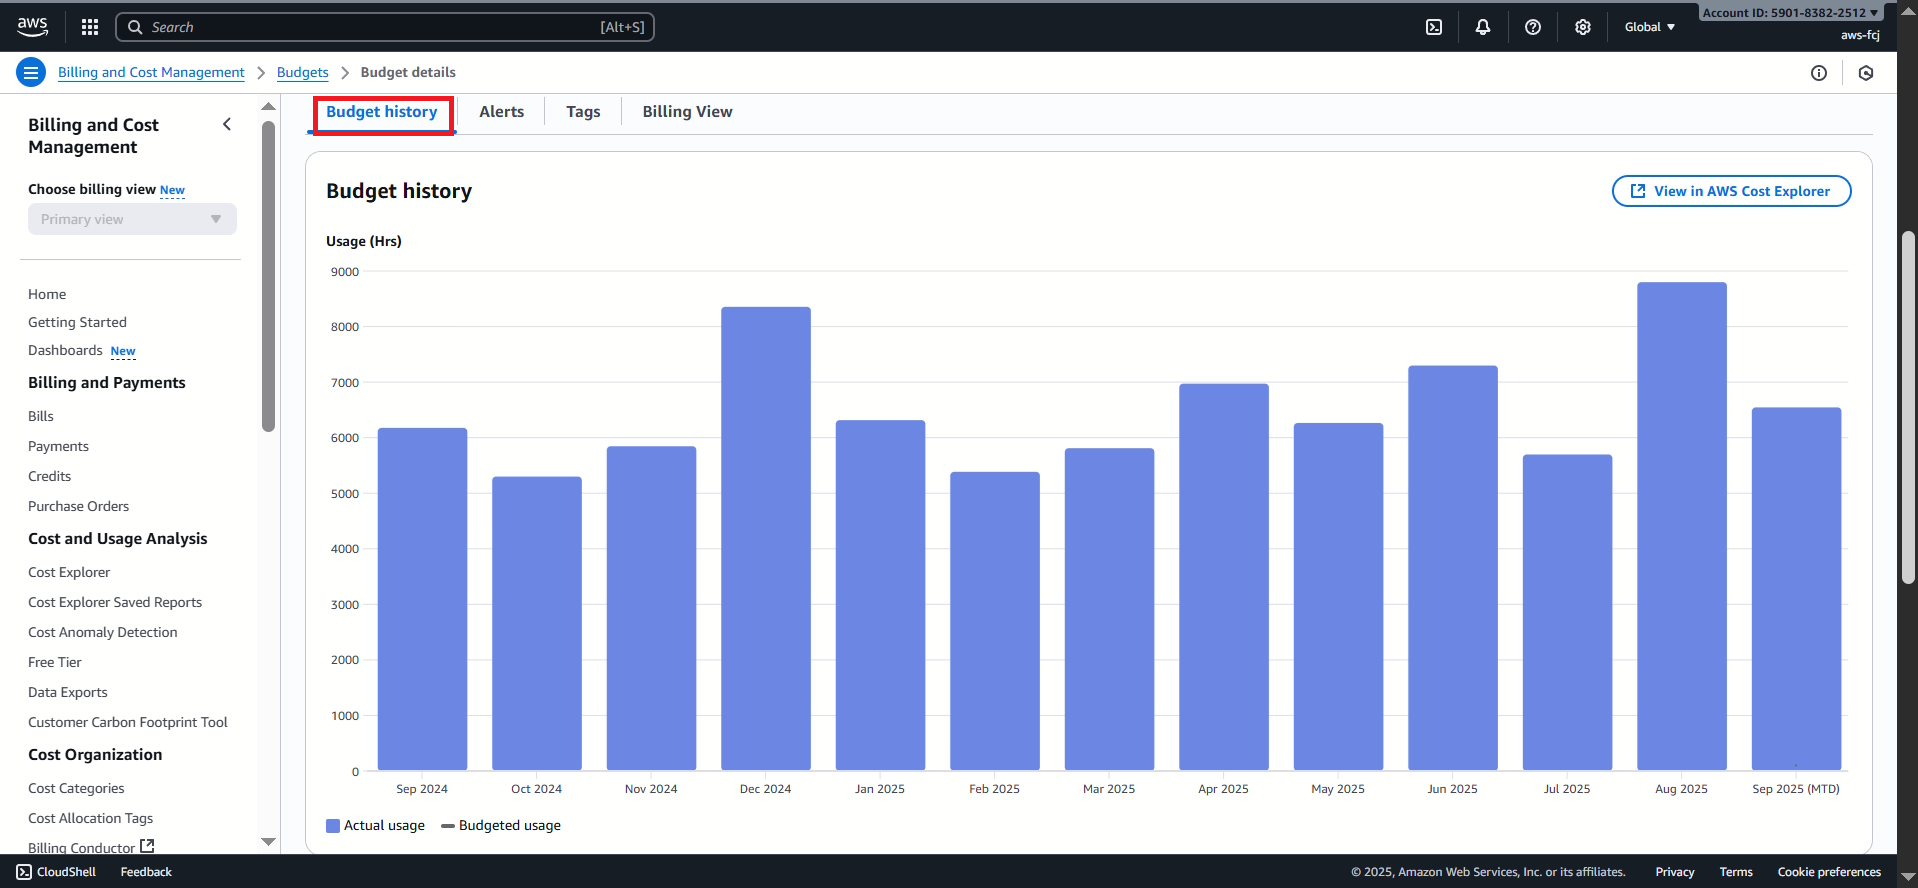 aws
Search [Alt+S]
Global
Account ID: 5901-8382-2512
aws-fcj
Billing and Cost Management Budgets Budget details
Billing and Cost
Management
Choose billing view New
Primary view
Home
Getting Started
Dashboards New
Billing and Payments
Bills
Payments
Credits
Purchase Orders
Cost and Usage Analysis
Cost Explorer
Cost Explorer Saved Reports
Cost Anomaly Detection
Free Tier
Data Exports
Customer Carbon Footprint Tool
Cost Organization
Cost Categories
Cost Allocation Tags
Billing Conductor
Budget history Alerts Tags Billing View
Budget history
View in AWS Cost Explorer
Usage (Hrs)
9000
8000
7000
6000
5000
4000
3000
2000
1000
0
Sep 2024 Oct 2024 Nov 2024 Dec 2024 Jan 2025 Feb 2025 Mar 2025 Apr 2025 May 2025 Jun 2025 Jul 2025 Aug 2025 Sep 2025 (MTD)
Actual usage Budgeted usage
CloudShell Feedback
© 2025, Amazon Web Services, Inc. or its affiliates. Privacy Terms Cookie preferences